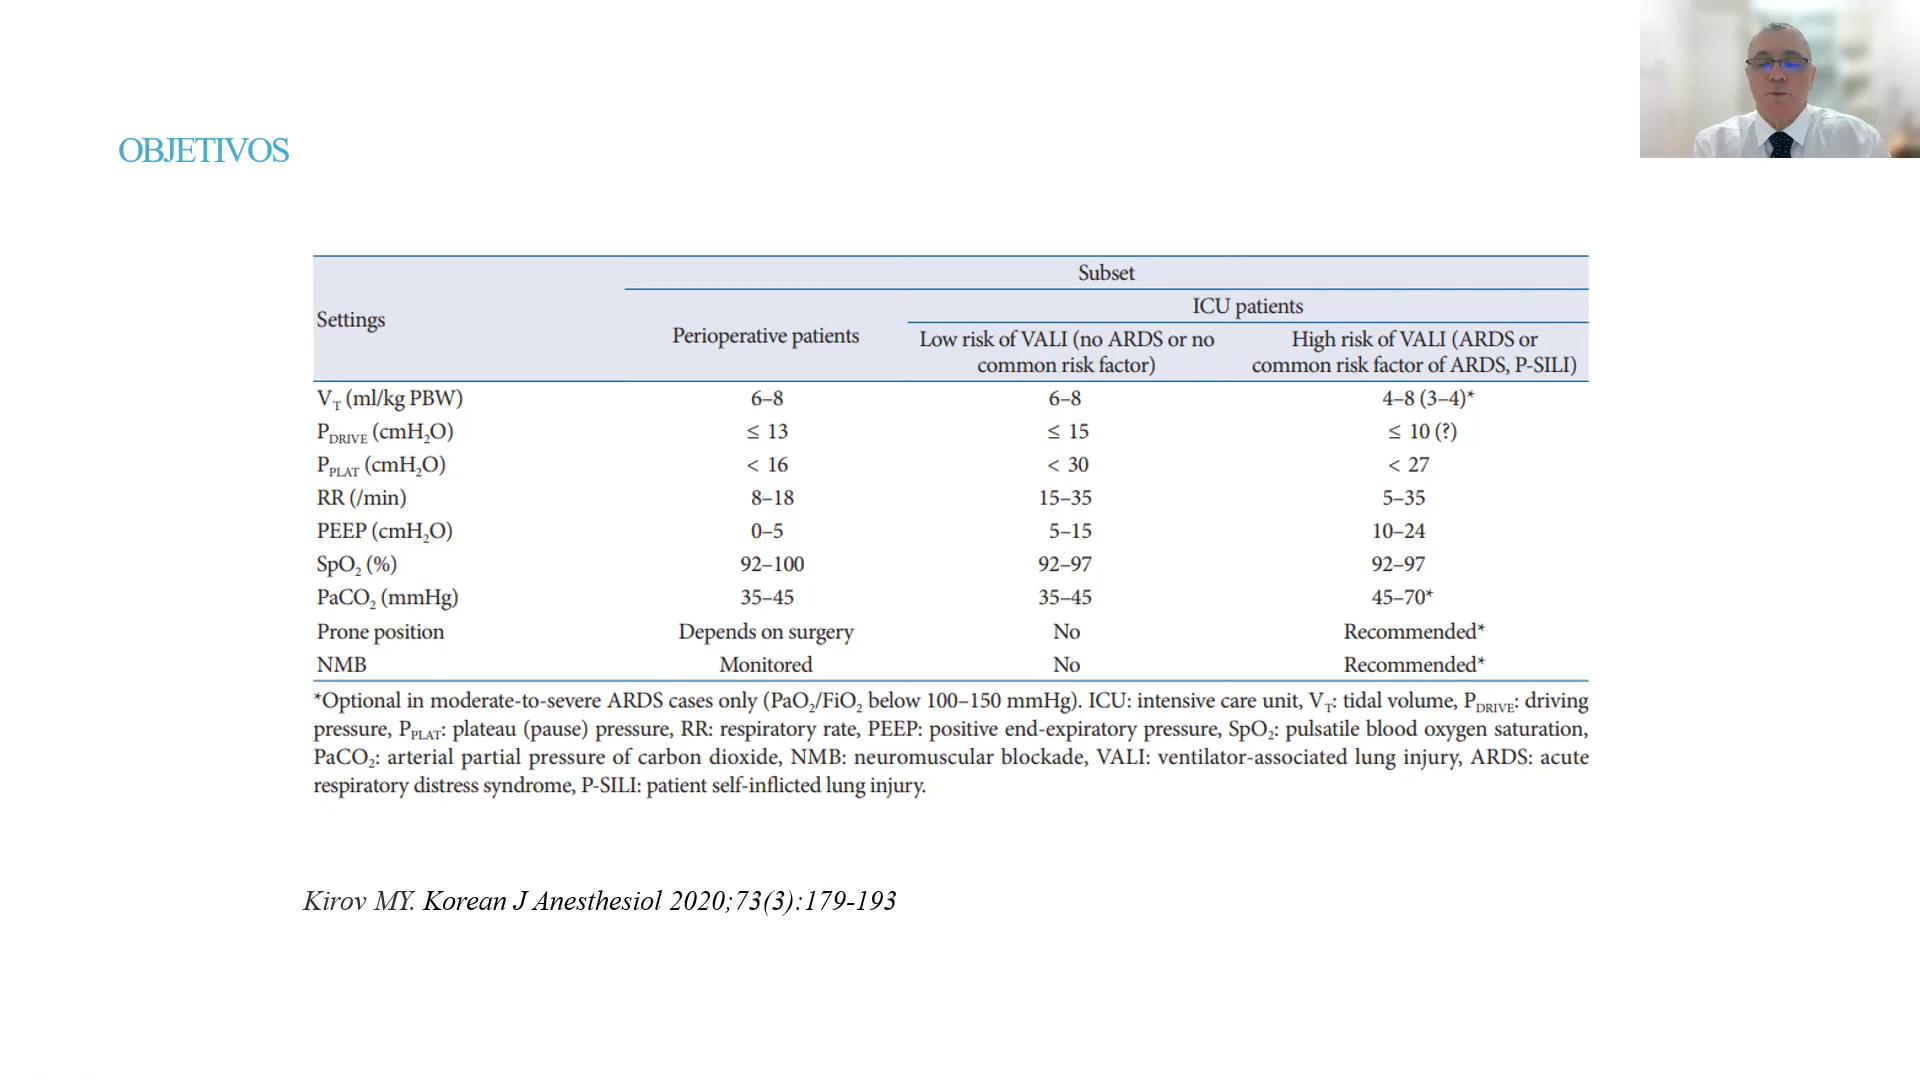 OBJETIVOS
Subset
Settings
ICU patients
Perioperative patients
Low risk of VALI (no ARDS or no common risk factor)
High risk of VALI (ARDS or common risk factor of ARDS, P-SILI)
V_T (ml/kg PBW) 6–8 6–8 4–8 (3–4)*
P_DRIVE (cmH₂O) ≤ 13 ≤ 15 ≤ 10 (?)
P_PLAT (cmH₂O) < 16 < 30 < 27
RR (/min) 8–18 15–35 5–35
PEEP (cmH₂O) 0–5 5–15 10–24
SpO₂ (%) 92–100 92–97 92–97
PaCO₂ (mmHg) 35–45 35–45 45–70*
Prone position Depends on surgery No Recommended*
NMB Monitored No Recommended*
*Optional in moderate-to-severe ARDS cases only (PaO₂/FiO₂ below 100–150 mmHg). ICU: intensive care unit, V_T: tidal volume, P_DRIVE: driving
pressure, P_PLAT: plateau (pause) pressure, RR: respiratory rate, PEEP: positive end-expiratory pressure, SpO₂: pulsatile blood oxygen saturation,
PaCO₂: arterial partial pressure of carbon dioxide, NMB: neuromuscular blockade, VALI: ventilator-associated lung injury, ARDS: acute
respiratory distress syndrome, P-SILI: patient self-inflicted lung injury.
Kirov MY. Korean J Anesthesiol 2020;73(3):179-193